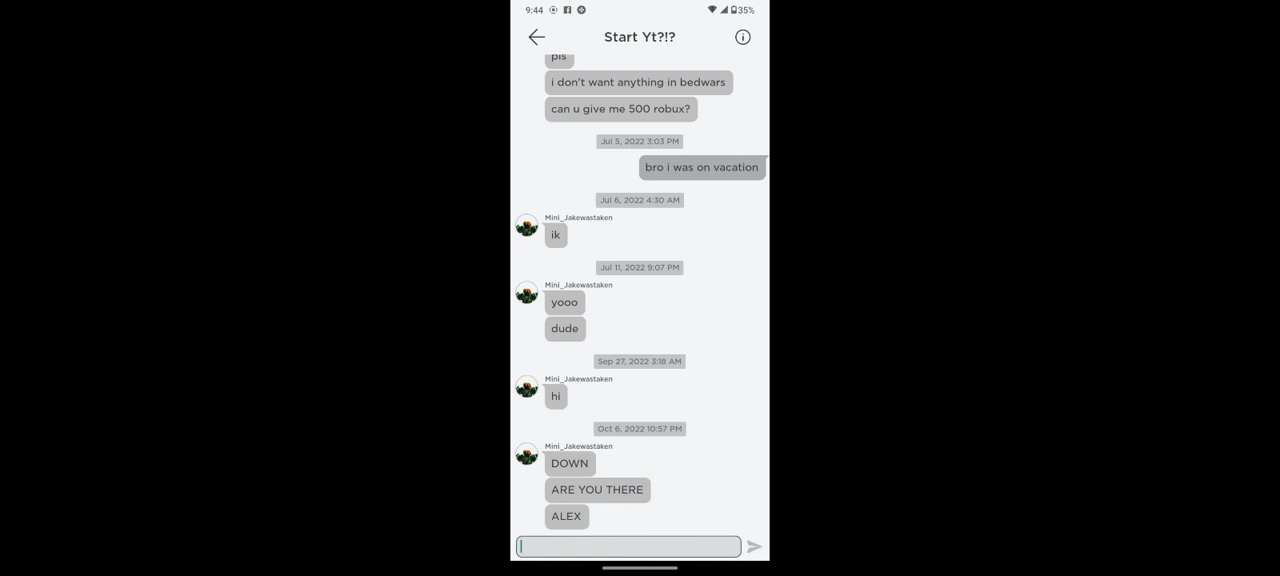 9:44
35%
Start Yt?!?
pls
i don't want anything in bedwars
can u give me 500 robux?
Jul 5, 2022 3:03 PM
bro i was on vacation
Jul 6, 2022 4:30 AM
Mini_Jakewastaken
ik
Jul 11, 2022 9:07 PM
Mini_Jakewastaken
yooo
dude
Sep 27, 2022 3:18 AM
Mini_Jakewastaken
hi
Oct 6, 2022 10:57 PM
Mini_Jakewastaken
DOWN
ARE YOU THERE
ALEX